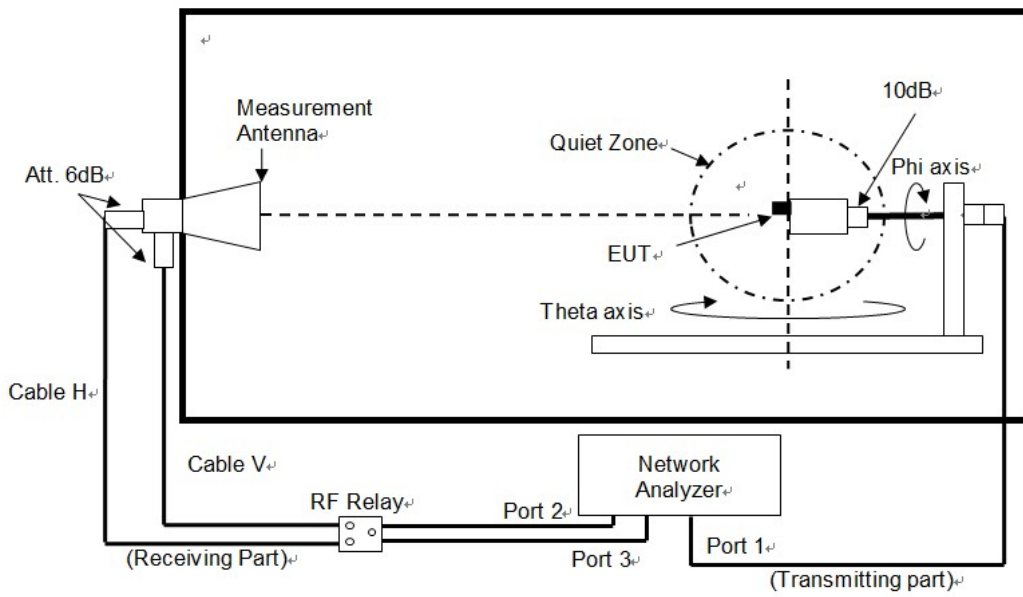 Measurement
Antenna
10dB
Quiet Zone
Att. 6dB
Phi axis
EUT
Theta axis
Cable H
Cable V
Network
Analyzer
RF Relay
Port 2
Port 3
Port 1
(Receiving Part)
(Transmitting part)